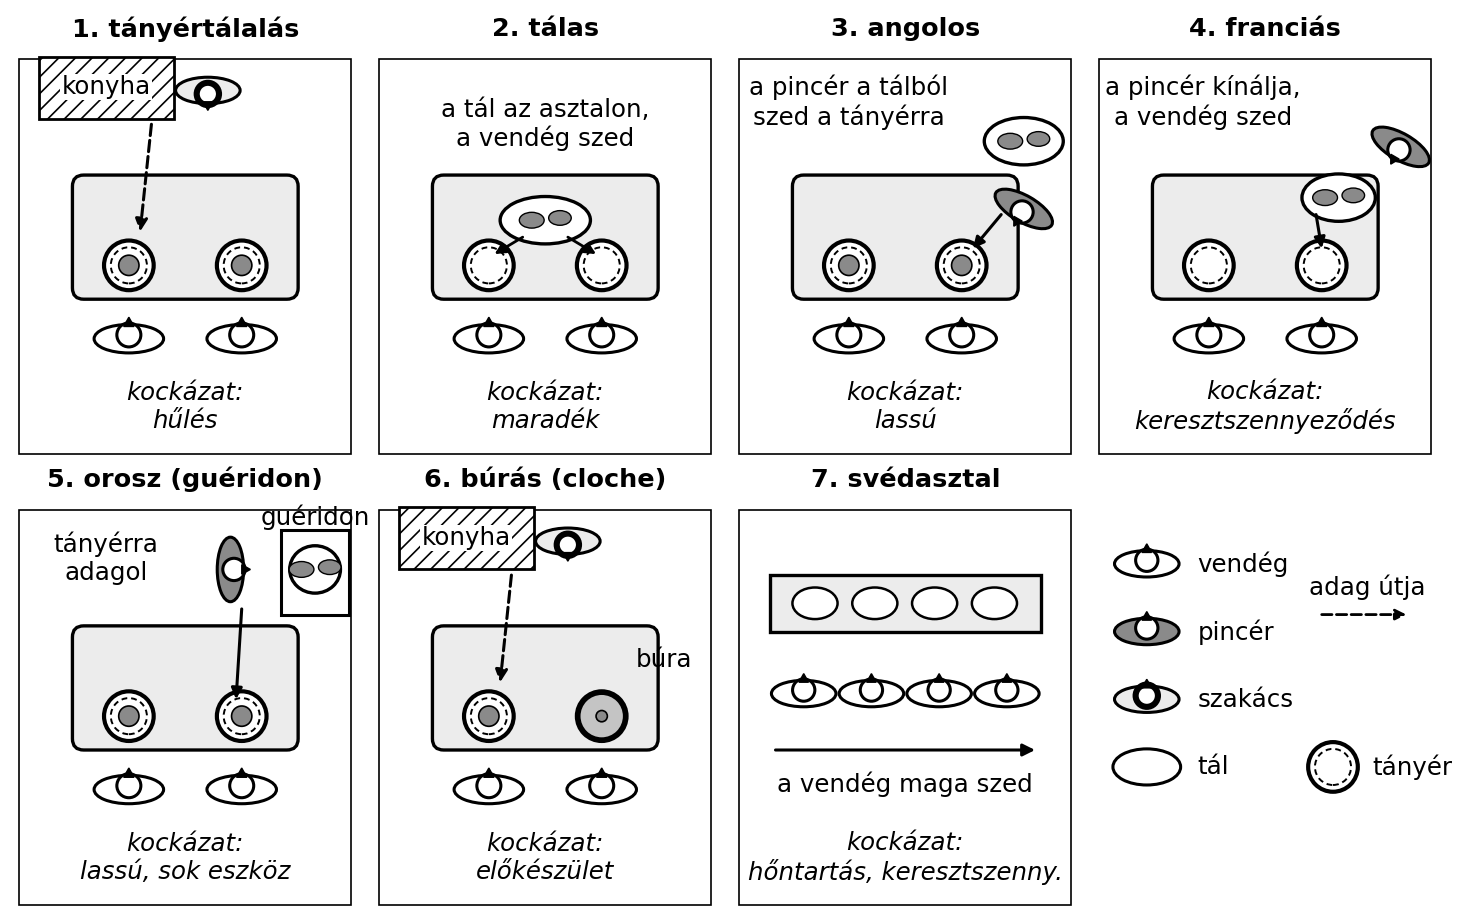 1. tányértálalás
konyha
kockázat:
hűlés
2. tálas
a tál az asztalon,
a vendég szed
kockázat:
maradék
3. angolos
a pincér a tálból
szed a tányérra
kockázat:
lassú
4. franciás
a pincér kínálja,
a vendég szed
kockázat:
keresztszennyeződés
5. orosz (guéridon)
guéridon
tányérra
adagol
kockázat:
lassú, sok eszköz
6. búrás (cloche)
konyha
búra
kockázat:
előkészület
7. svédasztal
a vendég maga szed
kockázat:
hőntartás, keresztszenny.
vendég
adag útja
pincér
szakács
tál
tányér